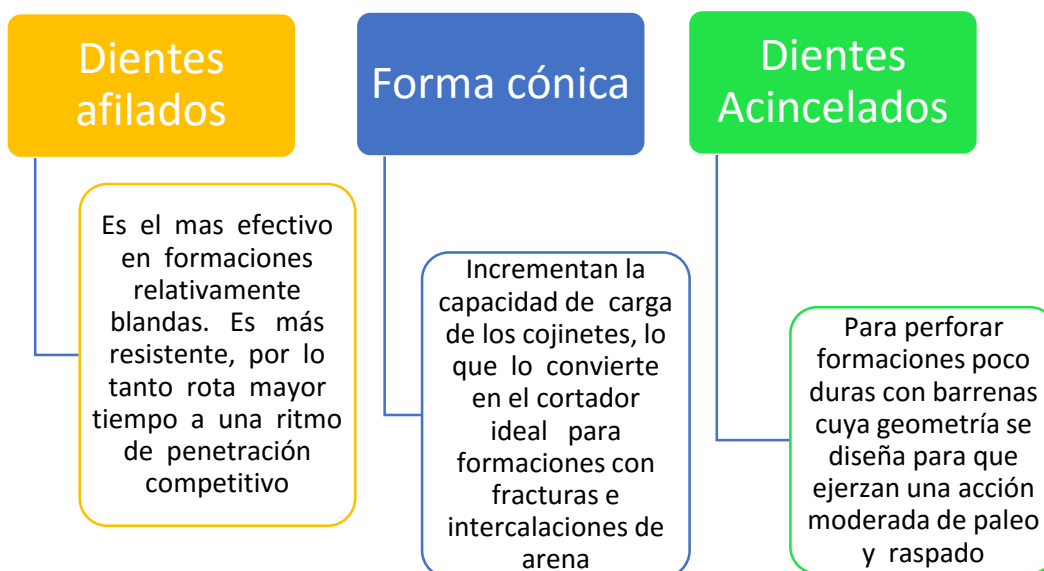 Dientes
afilados
Es el mas efectivo
en formaciones
relativamente
blandas. Es más
resistente, por lo
tanto rota mayor
tiempo a una ritmo
de penetración
competitivo
Forma cónica
Incrementan la
capacidad de carga
de los cojinetes, lo
que lo convierte
en el cortador
ideal para
formaciones con
fracturas e
intercalaciones de
arena
Dientes
Acincelados
Para perforar
formaciones poco
duras con barrenas
cuya geometría se
diseña para que
ejerzan una acción
moderada de paleo
y raspado